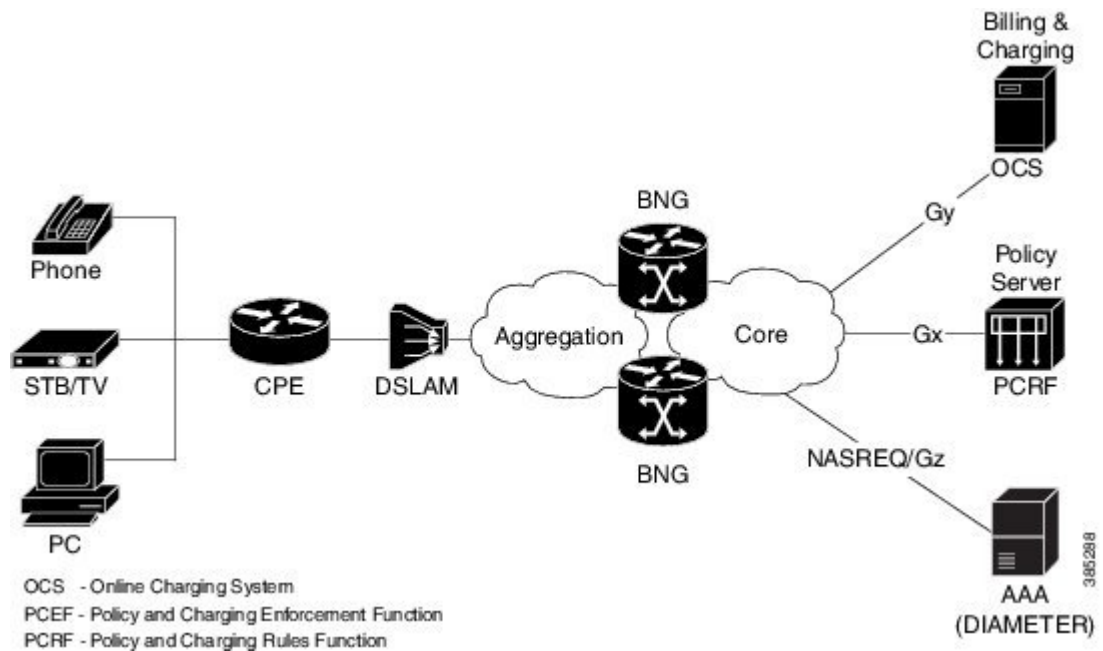 Billing &
Charging
OCS
BNG
Gy
Phone
Policy
Server
Aggregation
Core
Gx
STB/TV
CPE
DSLAM
PCRF
BNG
NASREQ/Gz
PC
AAA
(DIAMETER)
385288
OCS - Online Charging System
PCEF - Policy and Charging Enforcement Function
PCRF - Policy and Charging Rules Function